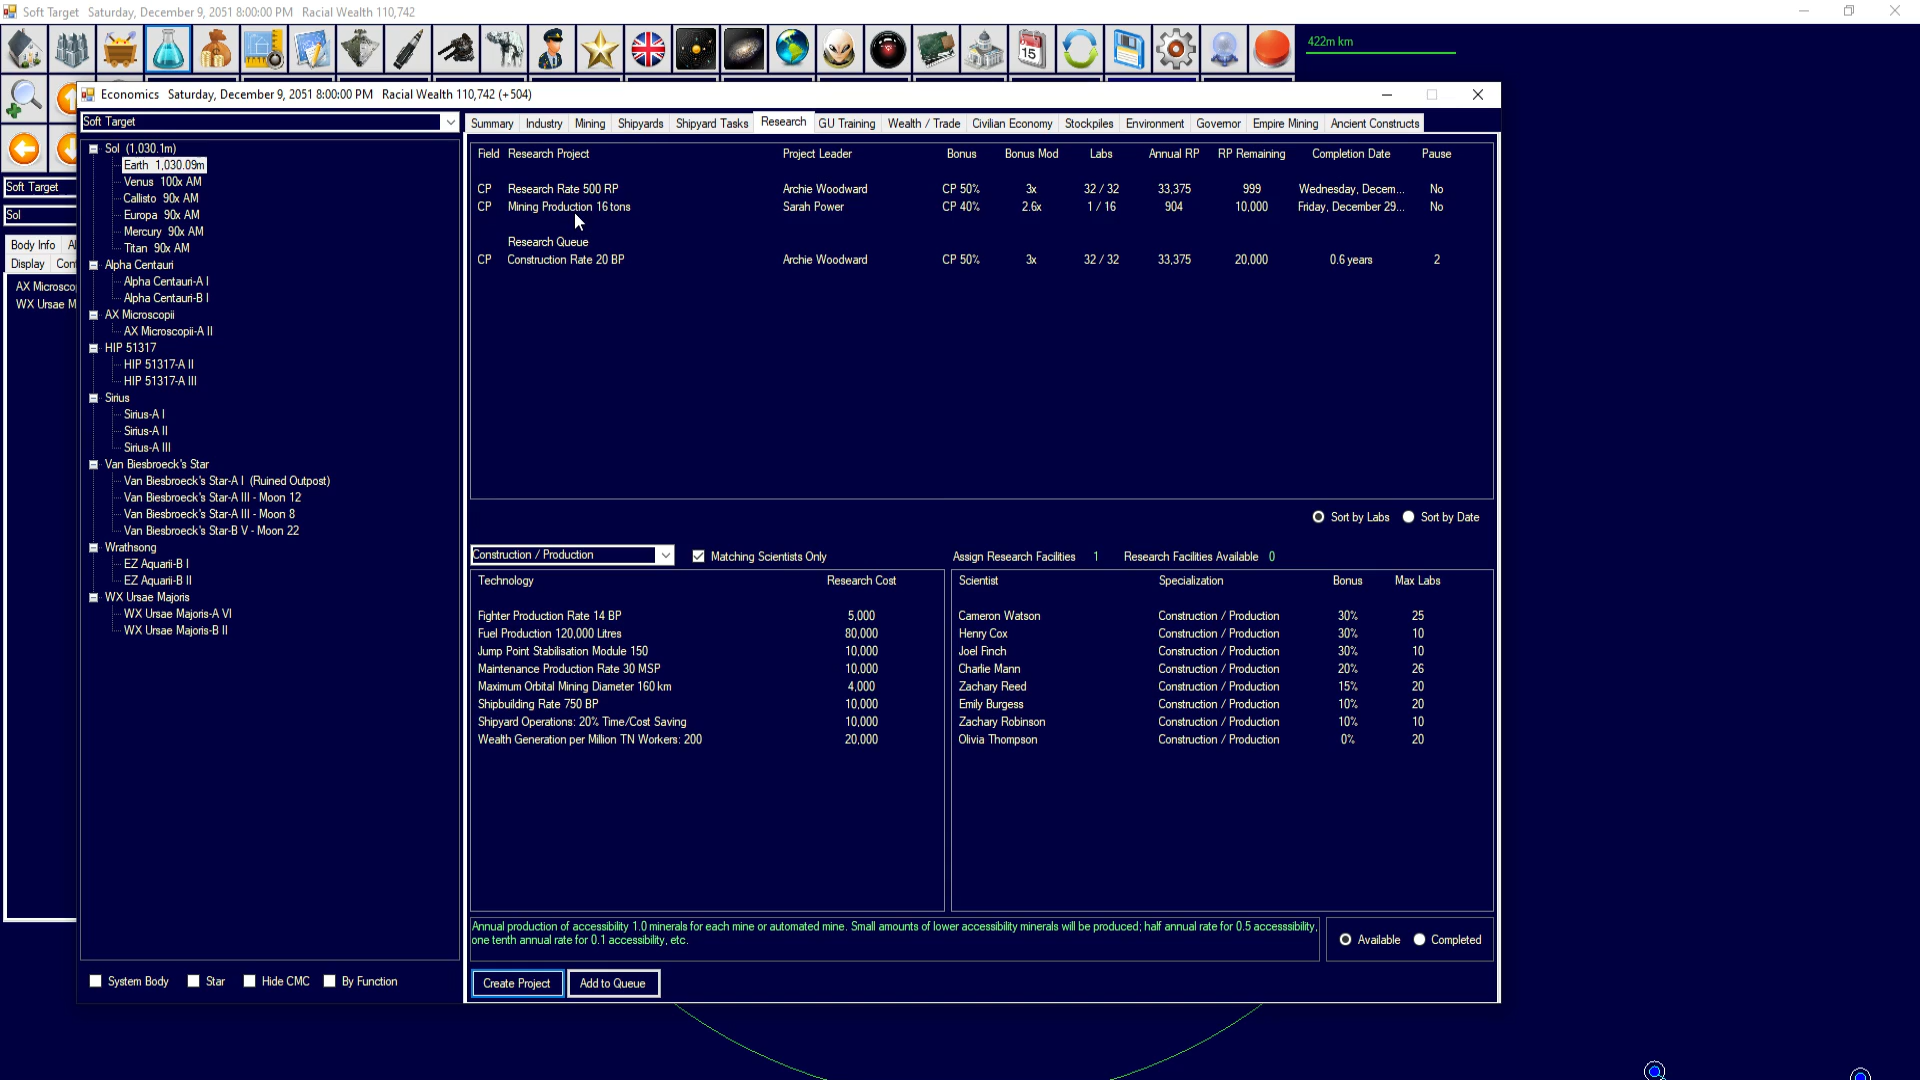 Soft Target   Saturday, December 9, 2051 8:00:00 PM   Racial Wealth 110,742
15
422m km
Economics   Saturday, December 9, 2051 8:00:00 PM   Racial Wealth 110,742 (+504)
Soft Target
Summary Industry Mining Shipyards Shipyard Tasks Research GU Training Wealth / Trade Civilian Economy Stockpiles Environment Governor Empire Mining Ancient Constructs
Soft Target
Sol
Body Info
Display
AX Microscop
WX Ursae M
Sol (1,030.1m)
Earth 1,030.09m
Venus 100x AM
Callisto 90x AM
Europa 90x AM
Mercury 90x AM
Titan 90x AM
Alpha Centauri
Alpha Centauri-A I
Alpha Centauri-B I
AX Microscopii
AX Microscopii-A II
HIP 51317
HIP 51317-A II
HIP 51317-A III
Sirius
Sirius-A I
Sirius-A II
Sirius-A III
Van Biesbroeck's Star
Van Biesbroeck's Star-A I (Ruined Outpost)
Van Biesbroeck's Star-A III - Moon 12
Van Biesbroeck's Star-A III - Moon 8
Van Biesbroeck's Star-B V - Moon 22
Wrathsong
EZ Aquarii-B I
EZ Aquarii-B II
WX Ursae Majoris
WX Ursae Majoris-A VI
WX Ursae Majoris-B II
System Body Star Hide CMC By Function
Field Research Project Project Leader Bonus Bonus Mod Labs Annual RP RP Remaining Completion Date Pause
CP Research Rate 500 RP Archie Woodward CP 50% 3x 32 / 32 33,375 999 Wednesday, Decem... No
CP Mining Production 16 tons Sarah Power CP 40% 2.6x 1 / 16 904 10,000 Friday, December 29... No
Research Queue
CP Construction Rate 20 BP Archie Woodward CP 50% 3x 32 / 32 33,375 20,000 0.6 years 2
Sort by Labs Sort by Date
Construction / Production Matching Scientists Only Assign Research Facilities 1 Research Facilities Available 0
Technology Research Cost Scientist Specialization Bonus Max Labs
Fighter Production Rate 14 BP 5,000 Cameron Watson Construction / Production 30% 25
Fuel Production 120,000 Litres 80,000 Henry Cox Construction / Production 30% 10
Jump Point Stabilisation Module 150 10,000 Joel Finch Construction / Production 30% 10
Maintenance Production Rate 30 MSP 10,000 Charlie Mann Construction / Production 20% 26
Maximum Orbital Mining Diameter 160 km 4,000 Zachary Reed Construction / Production 15% 20
Shipbuilding Rate 750 BP 10,000 Emily Burgess Construction / Production 10% 20
Shipyard Operations: 20% Time/Cost Saving 10,000 Zachary Robinson Construction / Production 10% 10
Wealth Generation per Million TN Workers: 200 20,000 Olivia Thompson Construction / Production 0% 20
Annual production of accessibility 1.0 minerals for each mine or automated mine. Small amounts of lower accessibility minerals will be produced; half annual rate for 0.5 accesssibility,
one tenth annual rate for 0.1 accessibility, etc.
Available Completed
Create Project Add to Queue